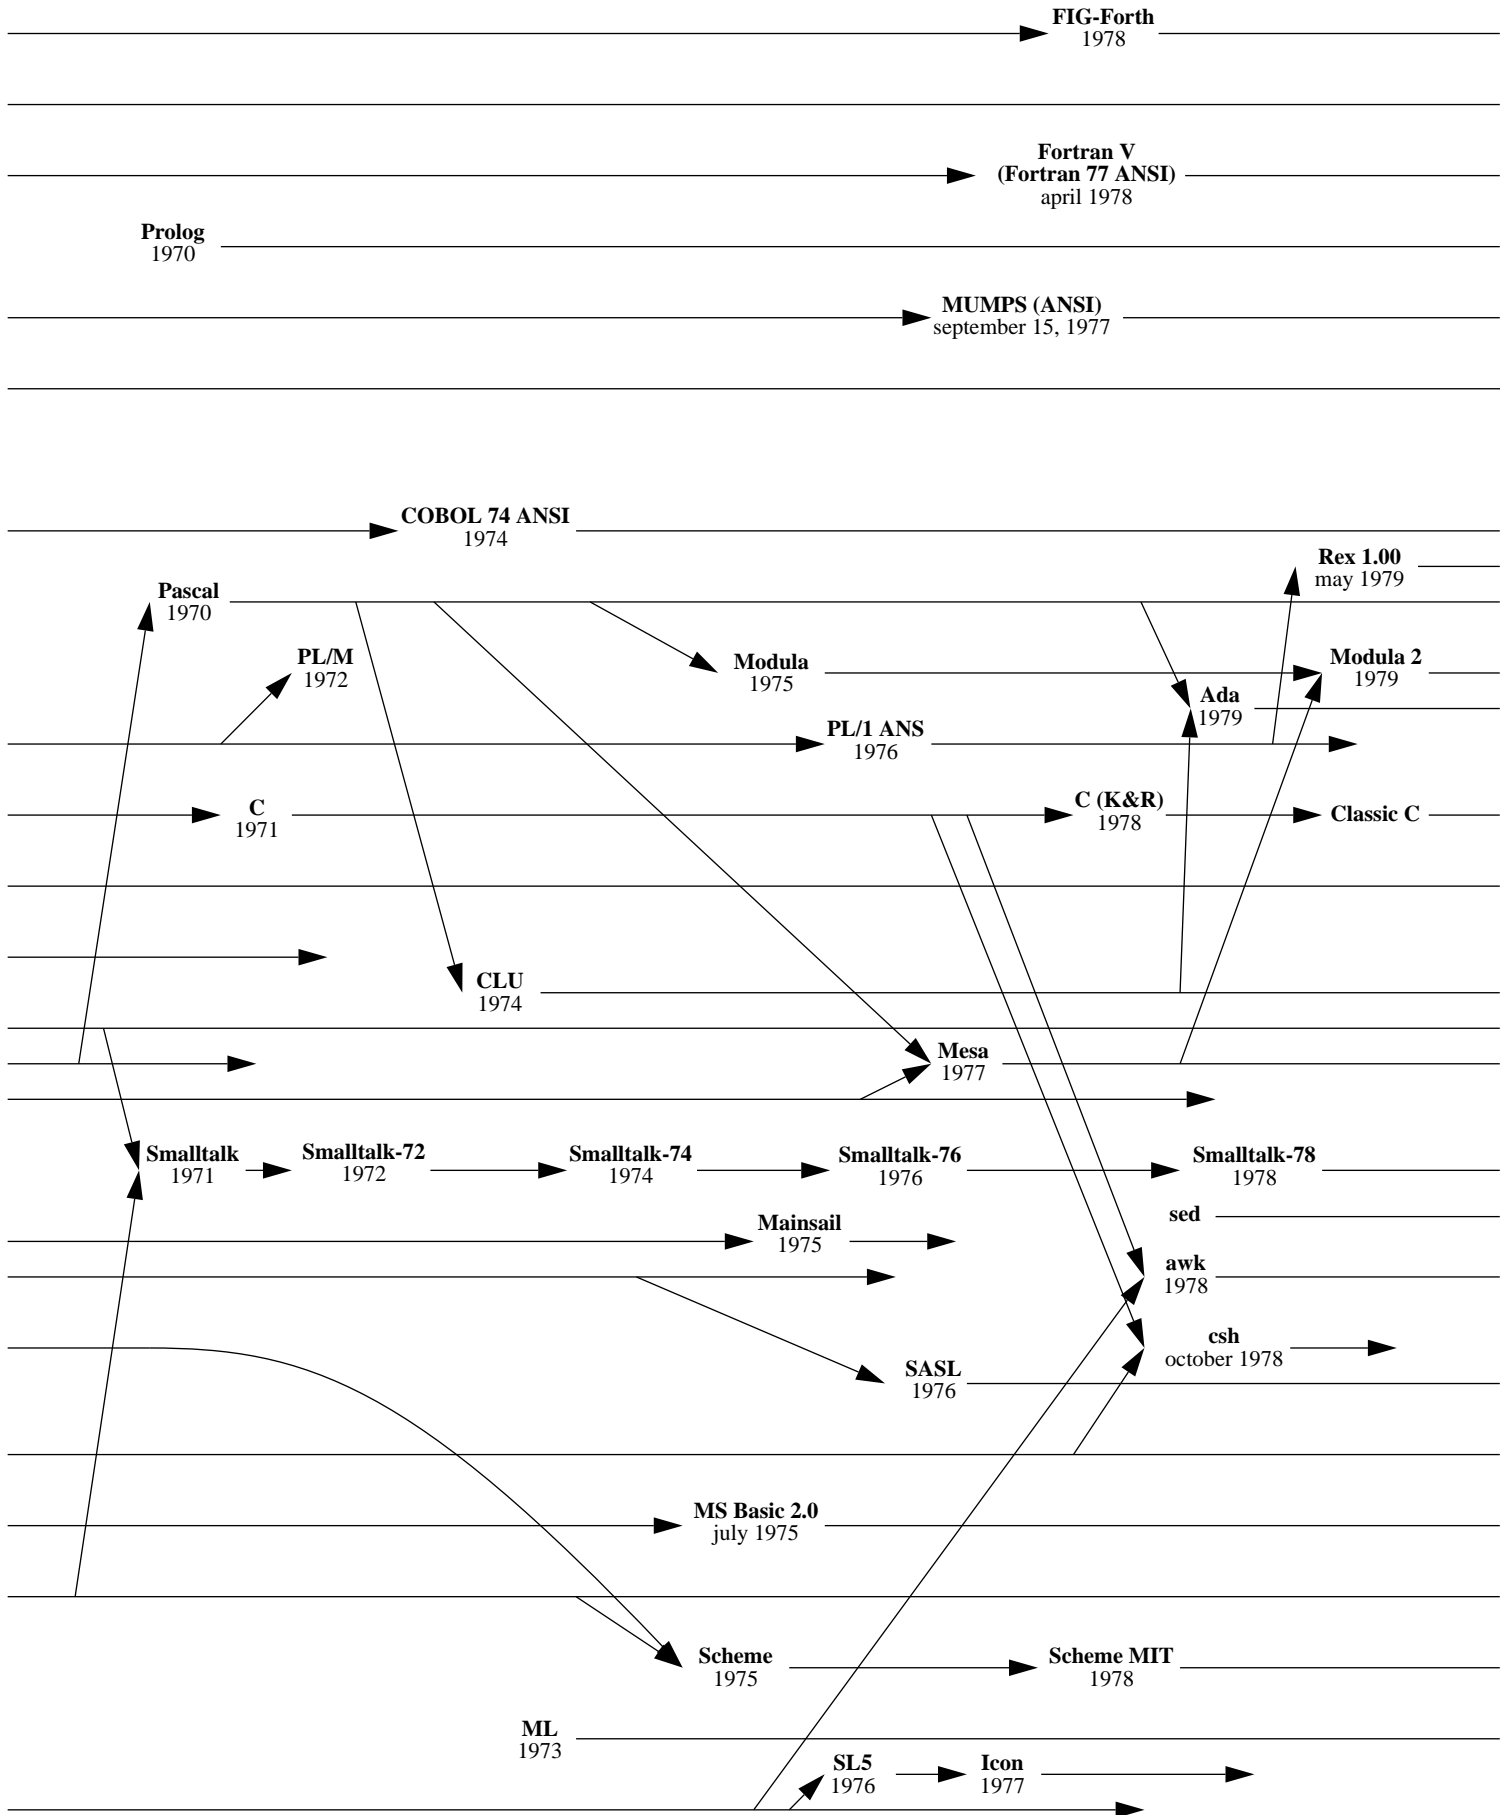 FIG-Forth
1978
Fortran V
(Fortran 77 ANSI)
april 1978
Prolog
1970
MUMPS (ANSI)
september 15, 1977
COBOL 74 ANSI
1974
Rex 1.00
may 1979
Pascal
1970
PL/M
1972
Modula
1975
Modula 2
1979
Ada
1979
PL/1 ANS
1976
C
1971
C (K&R)
1978
Classic C
CLU
1974
Mesa
1977
Smalltalk
1971
Smalltalk-72
1972
Smalltalk-74
1974
Smalltalk-76
1976
Smalltalk-78
1978
sed
Mainsail
1975
awk
1978
csh
october 1978
SASL
1976
MS Basic 2.0
july 1975
Scheme
1975
Scheme MIT
1978
ML
1973
SL5
1976
Icon
1977